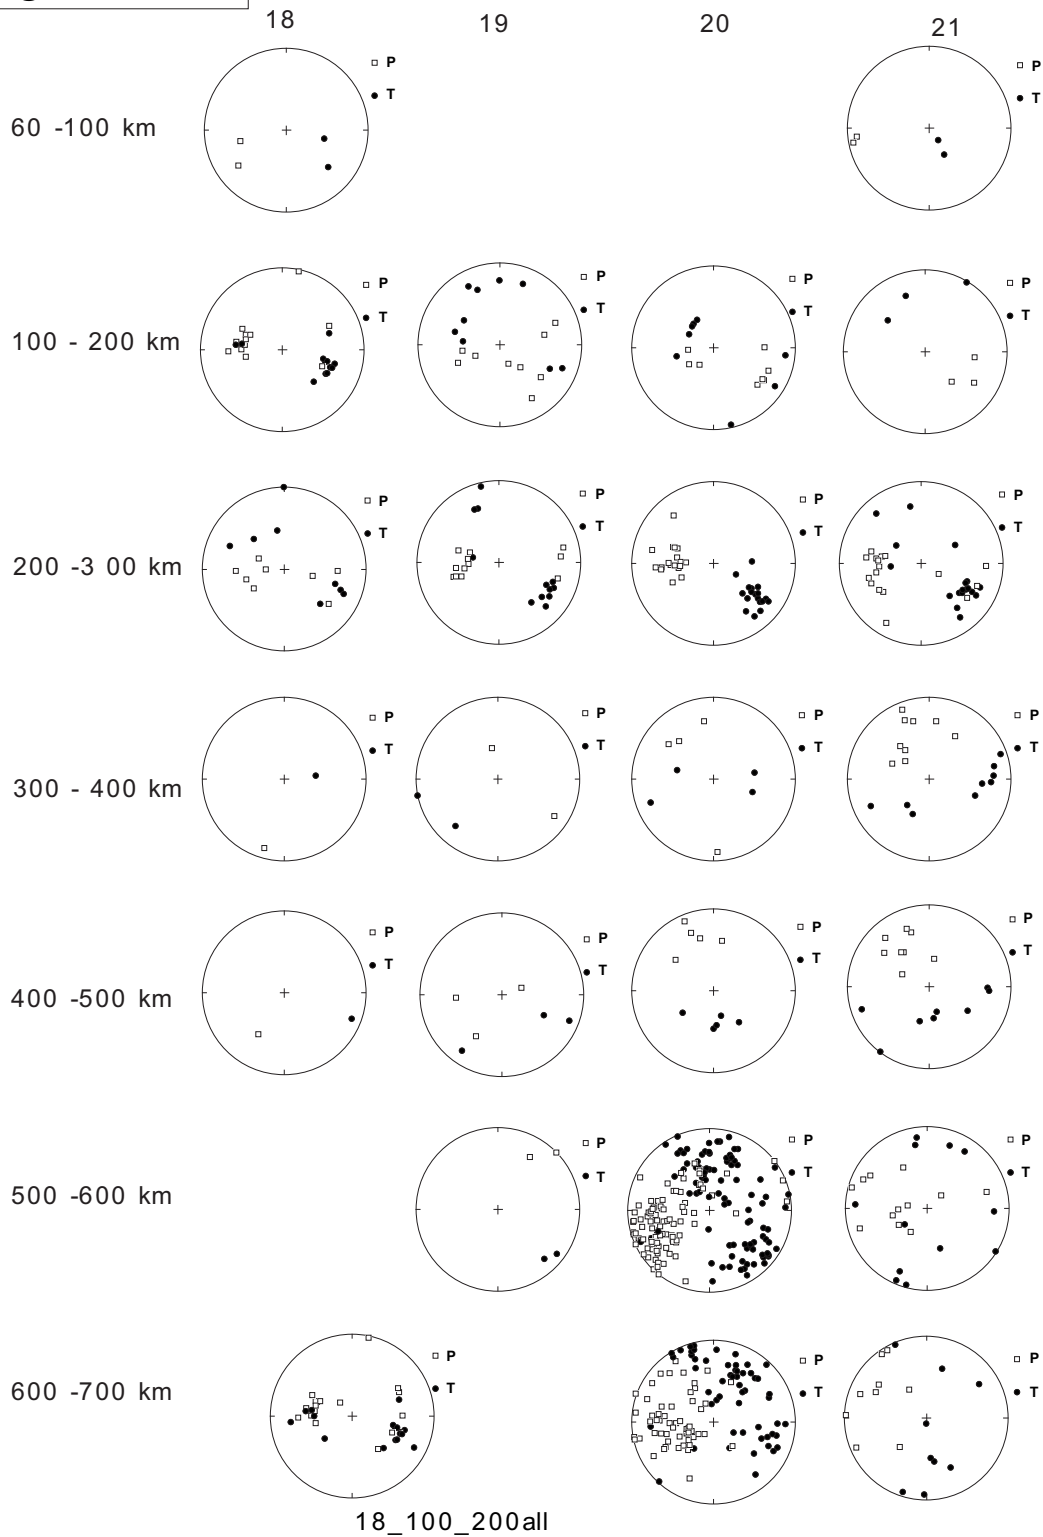 18 19 20 21
P P
T T
60 -100 km
P P P P
T T T T
100 - 200 km
P P P P
T T T T
200 -3 00 km
P P P P
T T T T
300 - 400 km
P P P P
T T T T
400 -500 km
P P P
T T T
500 -600 km
P P P
T T T
600 -700 km
18_100_200all